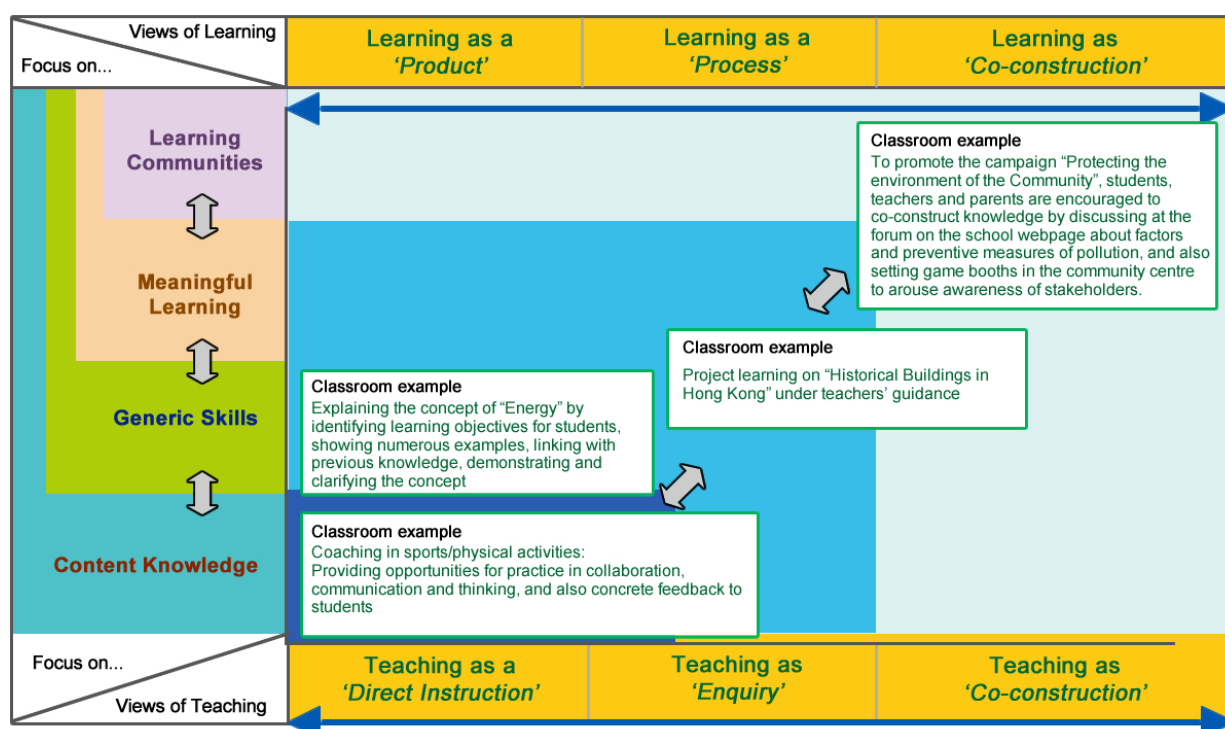 Views of Learning
Focus on...
Learning as a
‘Product’
Learning as a
‘Process’
Learning as
‘Co-construction’
Learning
Communities
Meaningful
Learning
Generic Skills
Content Knowledge
Classroom example
To promote the campaign “Protecting the
environment of the Community”, students,
teachers and parents are encouraged to
co-construct knowledge by discussing at the
forum on the school webpage about factors
and preventive measures of pollution, and also
setting game booths in the community centre
to arouse awareness of stakeholders.
Classroom example
Project learning on “Historical Buildings in
Hong Kong” under teachers’ guidance
Classroom example
Explaining the concept of “Energy” by
identifying learning objectives for students,
showing numerous examples, linking with
previous knowledge, demonstrating and
clarifying the concept
Classroom example
Coaching in sports/physical activities:
Providing opportunities for practice in collaboration,
communication and thinking, and also concrete feedback to
students
Focus on...
Views of Teaching
Teaching as a
‘Direct Instruction’
Teaching as
‘Enquiry’
Teaching as
‘Co-construction’